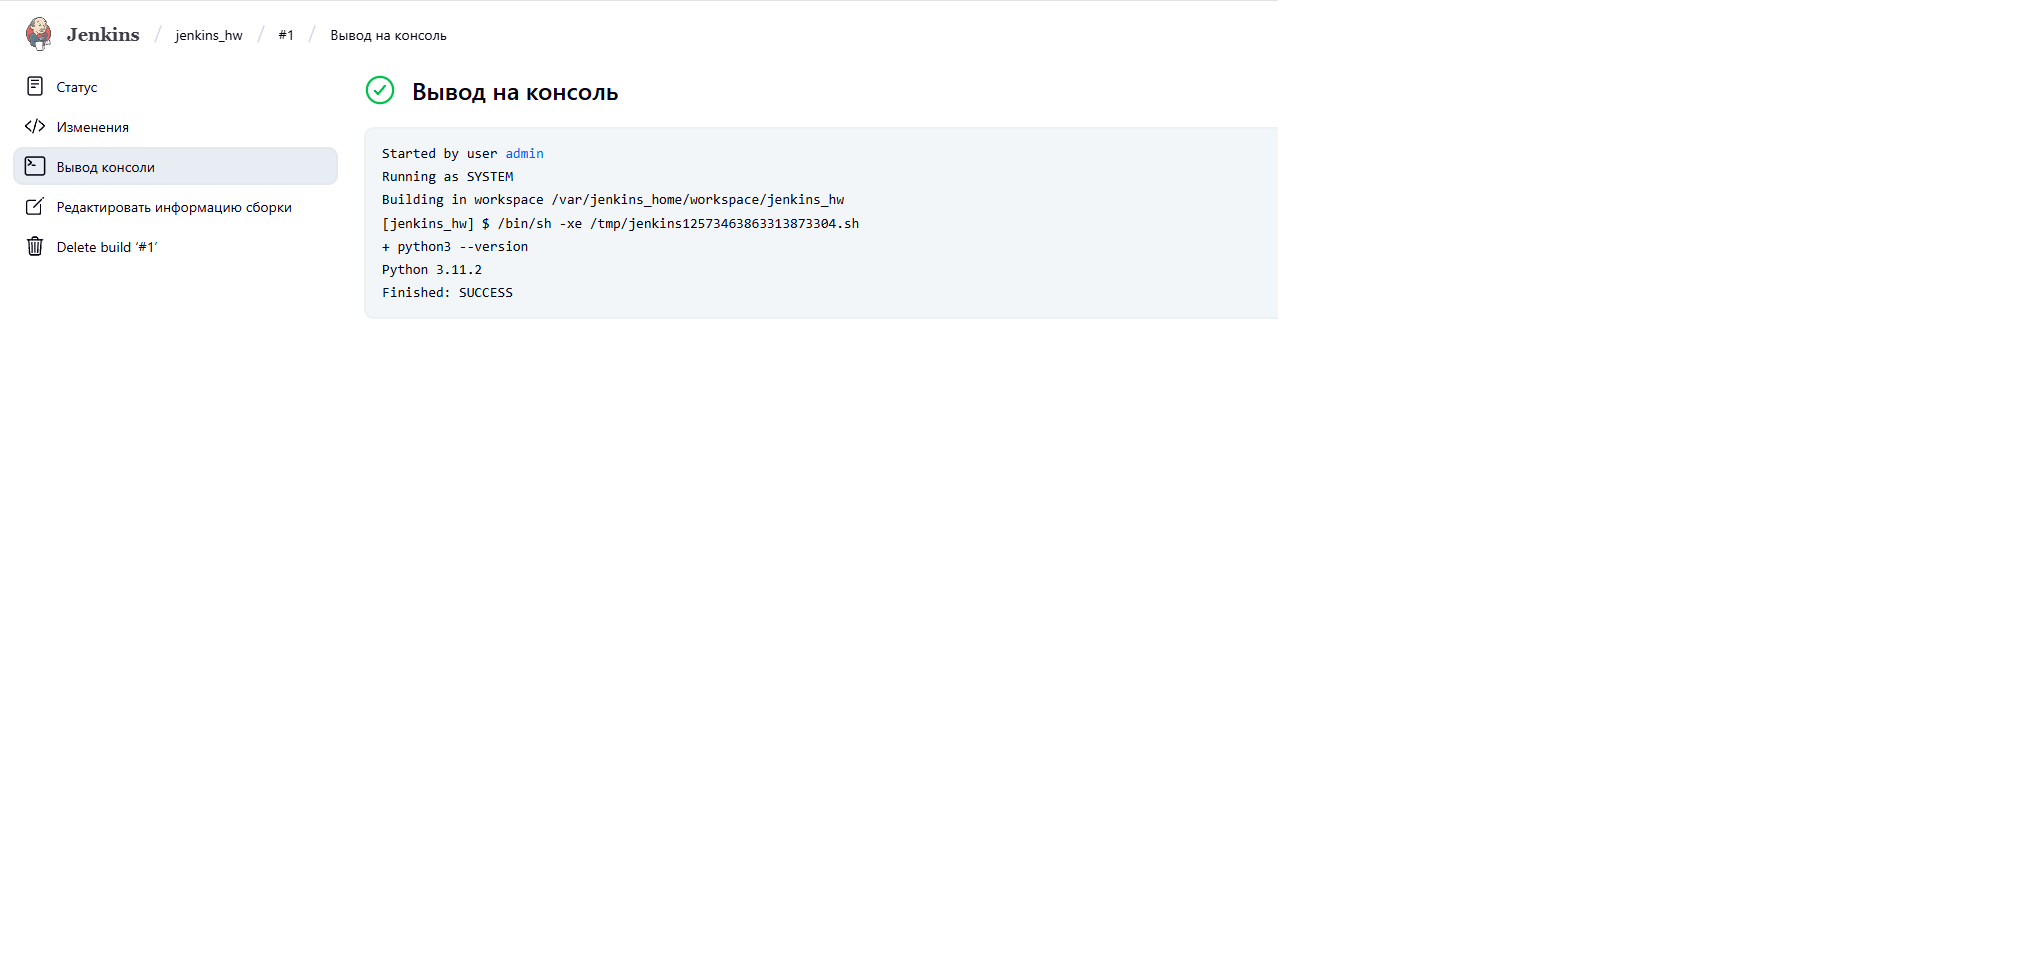 Jenkins / jenkins_hw / #1 / Вывод на консоль
Статус
Изменения
Вывод консоли
Редактировать информацию сборки
Delete build ‘#1’
Вывод на консоль
Started by user admin
Running as SYSTEM
Building in workspace /var/jenkins_home/workspace/jenkins_hw
[jenkins_hw] $ /bin/sh -xe /tmp/jenkins12573463863313873304.sh
+ python3 --version
Python 3.11.2
Finished: SUCCESS